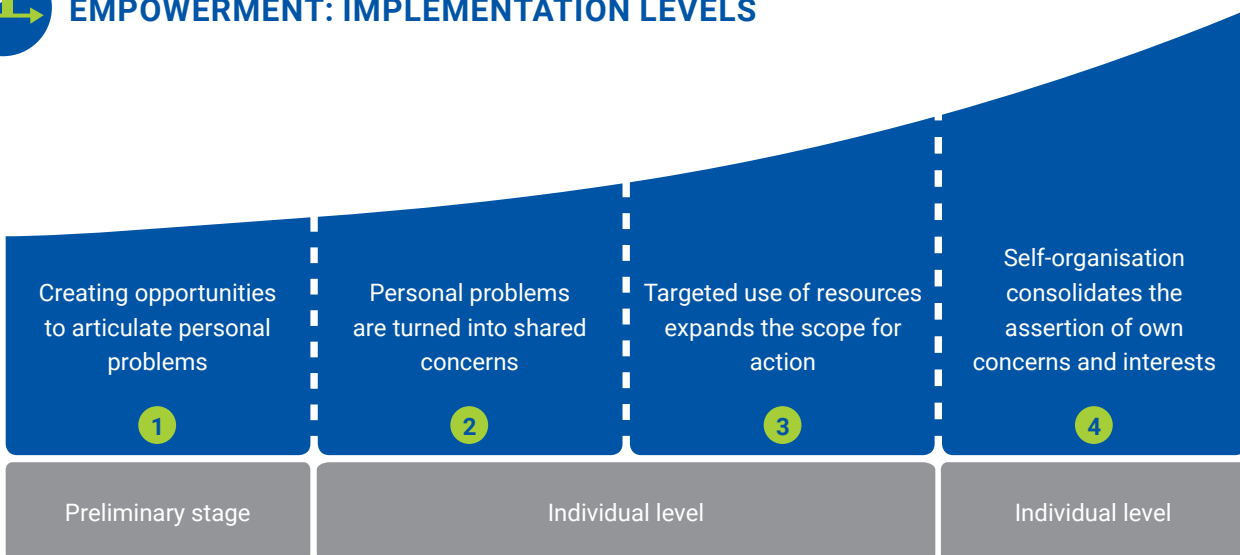 EMPOWERMENT: IMPLEMENTATION LEVELS
Creating opportunities
to articulate personal
problems
1
Personal problems
are turned into shared
concerns
2
Targeted use of resources
expands the scope for
action
3
Self-organisation
consolidates the
assertion of own
concerns and interests
4
Preliminary stage
Individual level
Individual level